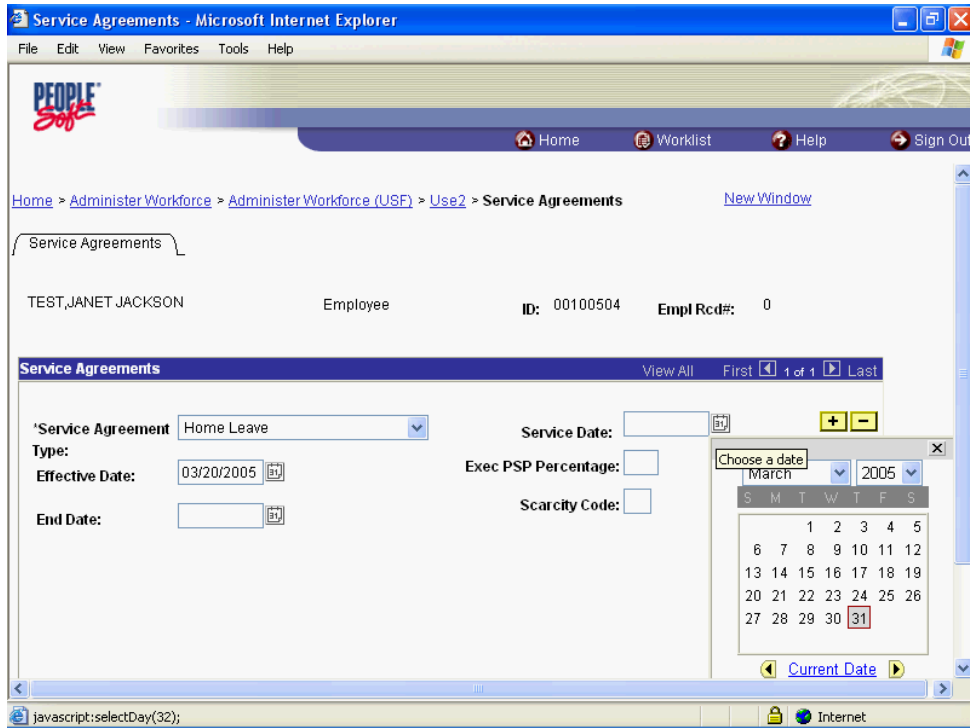 Service Agreements - Microsoft Internet Explorer
File Edit View Favorites Tools Help
PEOPLE
Soft
Home Worklist Help Sign Out
Home > Administer Workforce > Administer Workforce (USF) > Use2 > Service Agreements New Window
Service Agreements
TEST,JANET JACKSON Employee ID: 00100504 Empl Rcd#: 0
Service Agreements View All First 1 of 1 Last
*Service Agreement Type: Home Leave Service Date: 31 + -
Effective Date: 03/20/2005 31 Exec PSP Percentage:
End Date: 31 Scarcity Code:
Choose a date
March 2005
S M T W T F S
1 2 3 4 5
6 7 8 9 10 11 12
13 14 15 16 17 18 19
20 21 22 23 24 25 26
27 28 29 30 31
Current Date
javascript:selectDay(32); Internet